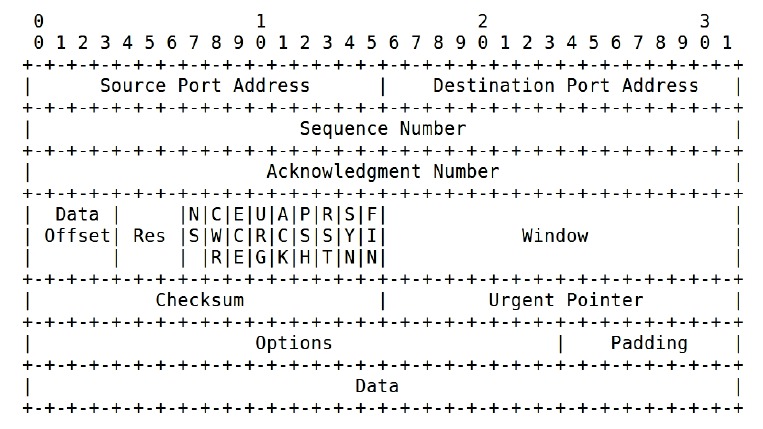 0                   1                   2                   3
 0 1 2 3 4 5 6 7 8 9 0 1 2 3 4 5 6 7 8 9 0 1 2 3 4 5 6 7 8 9 0 1
+-+-+-+-+-+-+-+-+-+-+-+-+-+-+-+-+-+-+-+-+-+-+-+-+-+-+-+-+-+-+-+-+
|      Source Port Address      |    Destination Port Address   |
+-+-+-+-+-+-+-+-+-+-+-+-+-+-+-+-+-+-+-+-+-+-+-+-+-+-+-+-+-+-+-+-+
|                        Sequence Number                        |
+-+-+-+-+-+-+-+-+-+-+-+-+-+-+-+-+-+-+-+-+-+-+-+-+-+-+-+-+-+-+-+-+
|                     Acknowledgment Number                     |
+-+-+-+-+-+-+-+-+-+-+-+-+-+-+-+-+-+-+-+-+-+-+-+-+-+-+-+-+-+-+-+-+
|  Data |     |N|C|E|U|A|P|R|S|F|                               |
| Offset| Res |S|W|C|R|C|S|S|Y|I|            Window             |
|       |     | |R|E|G|K|H|T|N|N|                               |
+-+-+-+-+-+-+-+-+-+-+-+-+-+-+-+-+-+-+-+-+-+-+-+-+-+-+-+-+-+-+-+-+
|           Checksum            |         Urgent Pointer        |
+-+-+-+-+-+-+-+-+-+-+-+-+-+-+-+-+-+-+-+-+-+-+-+-+-+-+-+-+-+-+-+-+
|                    Options                    |    Padding    |
+-+-+-+-+-+-+-+-+-+-+-+-+-+-+-+-+-+-+-+-+-+-+-+-+-+-+-+-+-+-+-+-+
|                             Data                              |
+-+-+-+-+-+-+-+-+-+-+-+-+-+-+-+-+-+-+-+-+-+-+-+-+-+-+-+-+-+-+-+-+